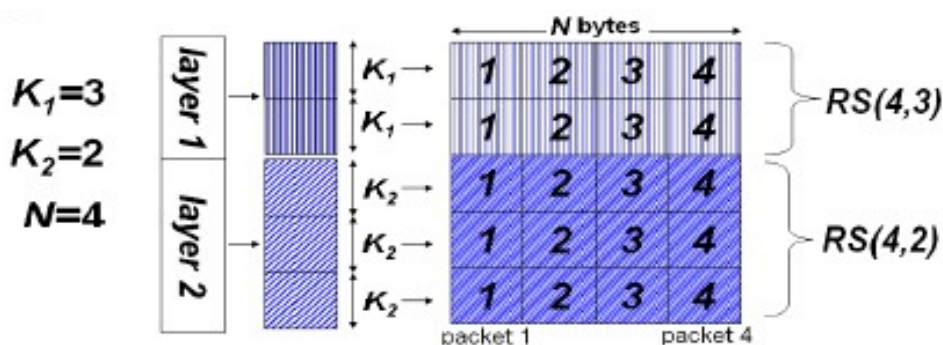 K1=3
K2=2
N=4
layer 1
layer 2
K1
K1
K2
K2
K2
N bytes
1 2 3 4
1 2 3 4
1 2 3 4
1 2 3 4
1 2 3 4
packet 1 packet 4
RS(4,3)
RS(4,2)